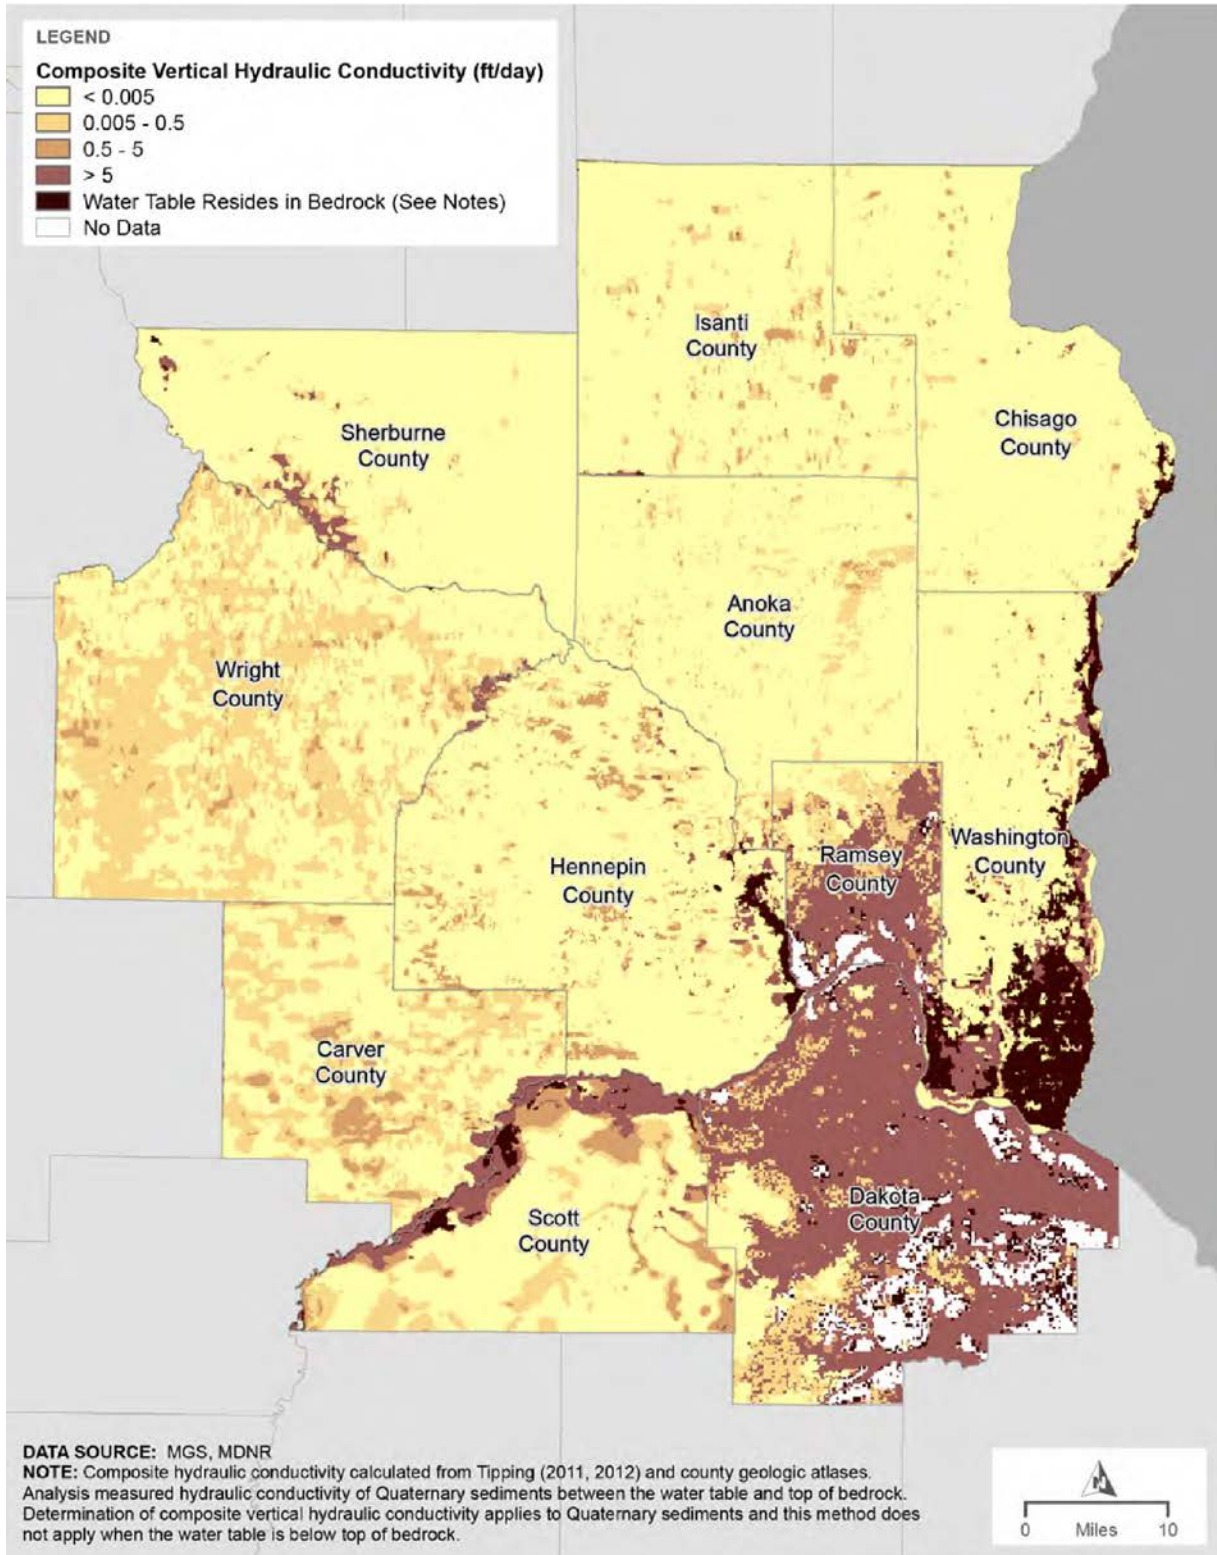 LEGEND
Composite Vertical Hydraulic Conductivity (ft/day)
< 0.005
0.005 - 0.5
0.5 - 5
> 5
Water Table Resides in Bedrock (See Notes)
No Data
Isanti
County
Chisago
County
Sherburne
County
Anoka
County
Wright
County
Washington
County
Ramsey
County
Hennepin
County
Carver
County
Dakota
County
Scott
County
DATA SOURCE: MGS, MDNR
NOTE: Composite hydraulic conductivity calculated from Tipping (2011, 2012) and county geologic atlases.
Analysis measured hydraulic conductivity of Quaternary sediments between the water table and top of bedrock.
Determination of composite vertical hydraulic conductivity applies to Quaternary sediments and this method does
not apply when the water table is below top of bedrock.
N
0 Miles 10